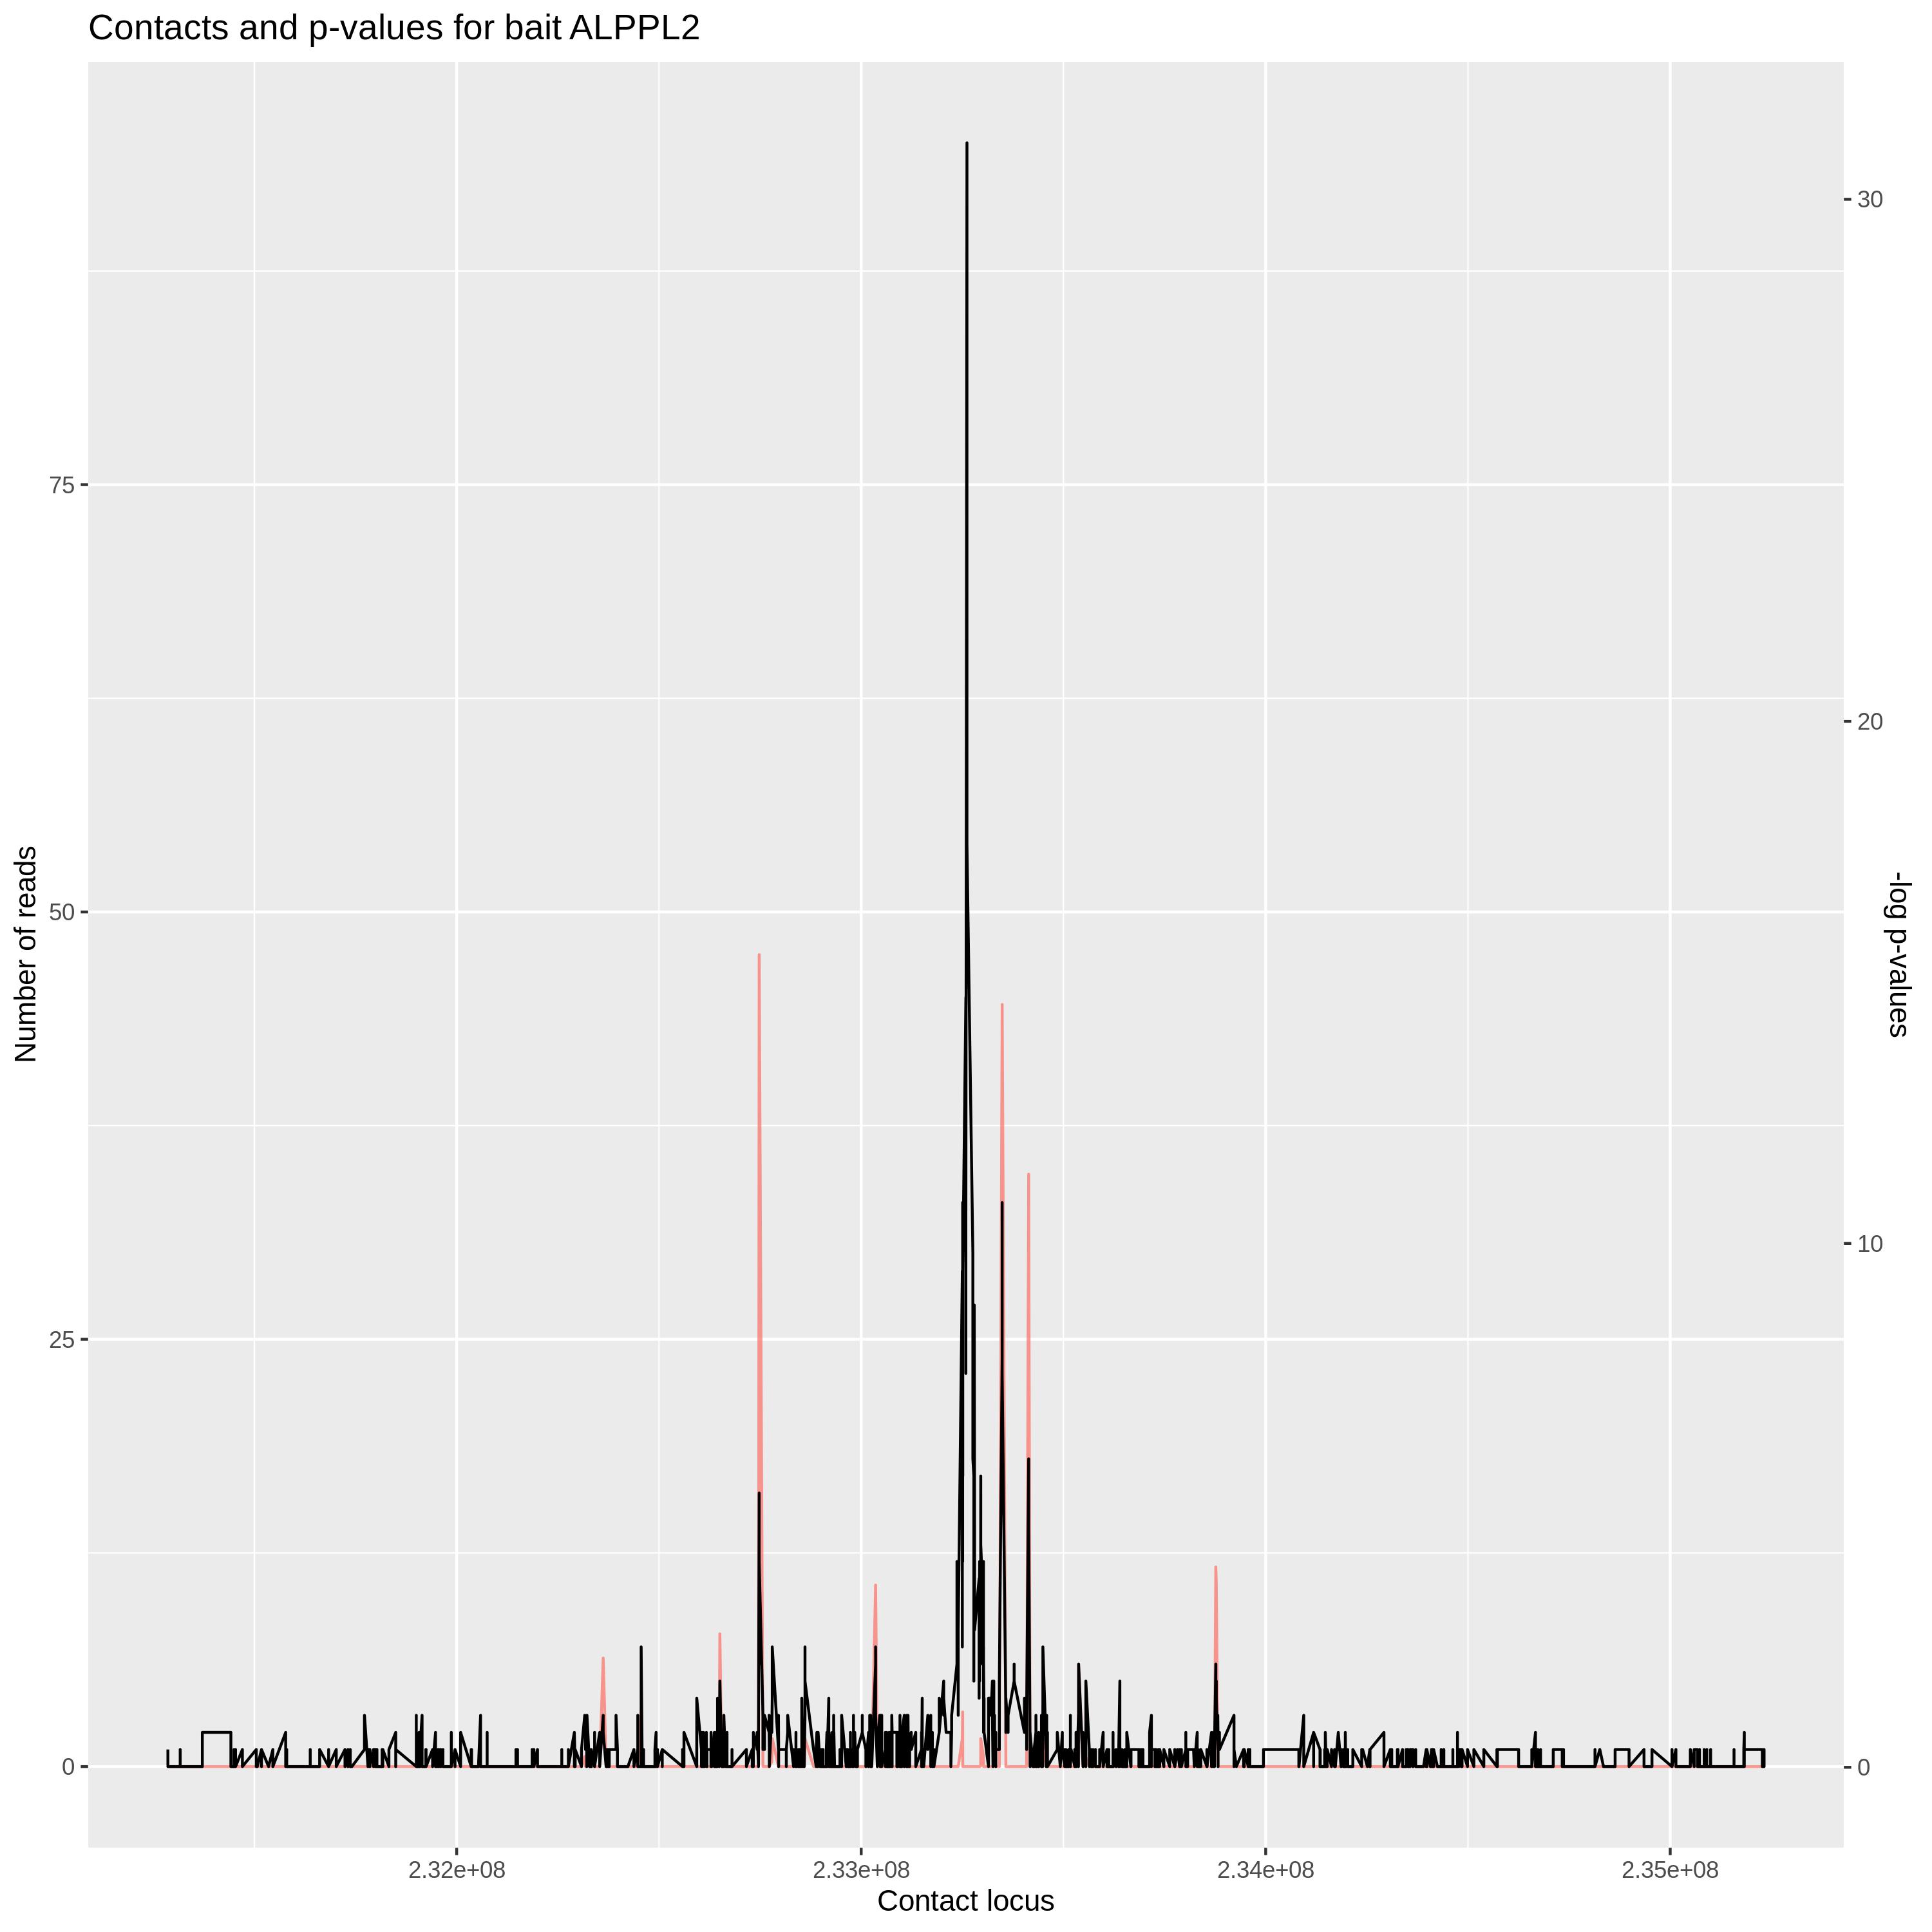 Contacts and p-values for bait ALPPL2
Number of reads
75
50
25
0
30
20
10
0
-log p-values
2.32e+08
2.33e+08
2.34e+08
2.35e+08
Contact locus